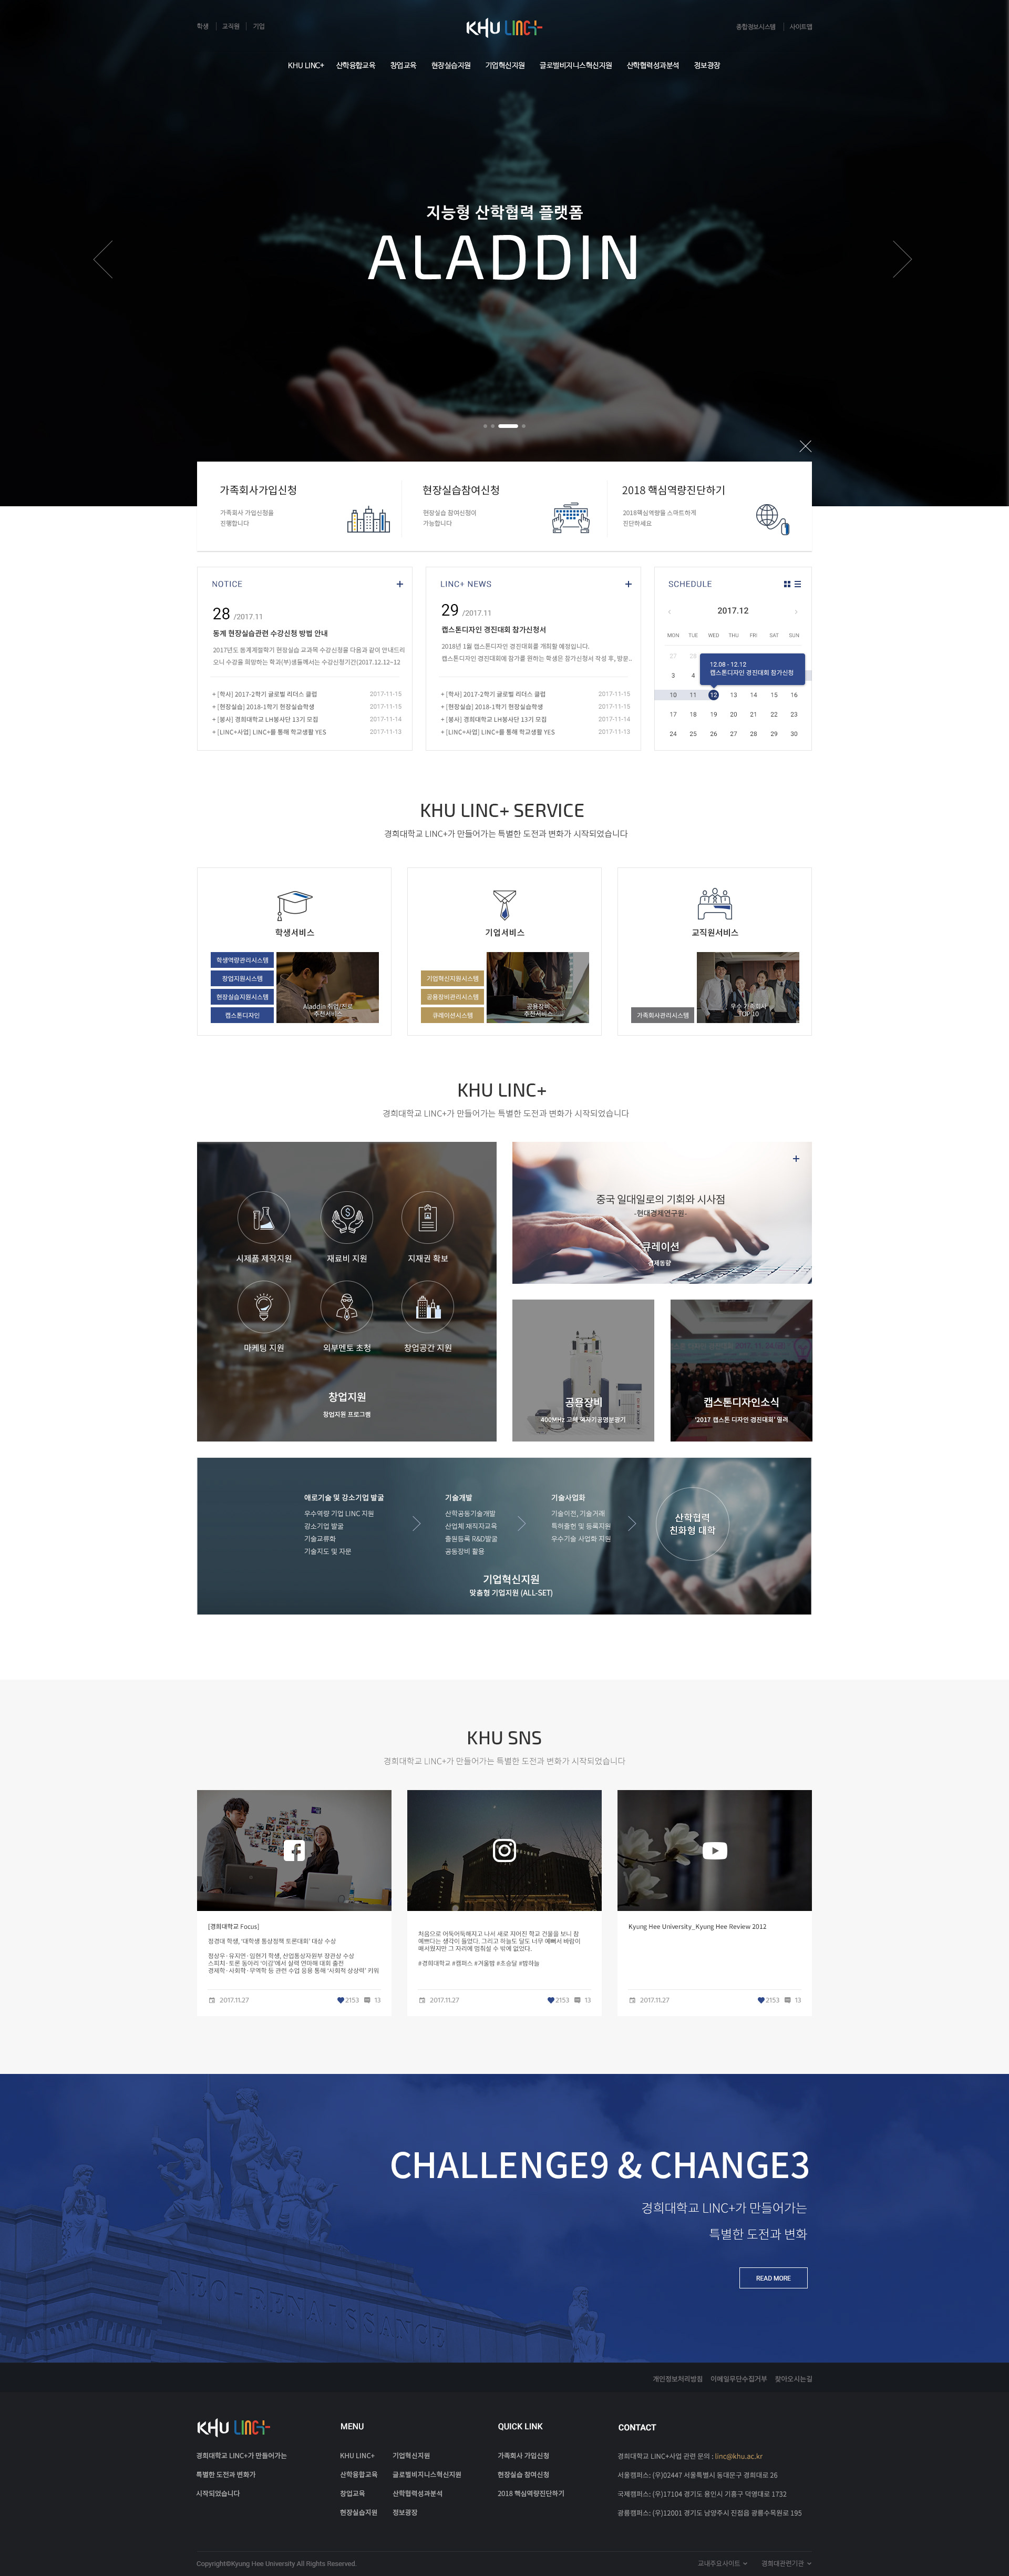 학생
교직원
기업
KHU LINC+
종합정보시스템
사이트맵
KHU LINC+
산학융합교육
창업교육
현장실습지원
기업혁신지원
글로벌비지니스혁신지원
산학협력성과분석
정보광장
지능형 산학협력 플랫폼
ALADDIN
가족회사가입신청
가족회사 가입신청을
진행합니다
현장실습참여신청
현장실습 참여신청이
가능합니다
2018 핵심역량진단하기
2018핵심역량을 스마트하게
진단하세요
NOTICE
28 /2017.11
동계 현장실습관련 수강신청 방법 안내
2017년도 동계계절학기 현장실습 교과목 수강신청을 다음과 같이 안내드리
오니 수강을 희망하는 학과(부)생들께서는 수강신청기간(2017.12.12~12
+ [학사] 2017-2학기 글로벌 리더스 클럽 2017-11-15
+ [현장실습] 2018-1학기 현장실습학생 2017-11-15
+ [봉사] 경희대학교 LH봉사단 13기 모집 2017-11-14
+ [LINC+사업] LINC+를 통해 학교생활 YES 2017-11-13
LINC+ NEWS
29 /2017.11
캡스톤디자인 경진대회 참가신청서
2018년 1월 캡스톤디자인 경진대회를 개최될 예정입니다.
캡스톤디자인 경진대회에 참가를 원하는 학생은 참가신청서 작성 후, 방문..
+ [학사] 2017-2학기 글로벌 리더스 클럽 2017-11-15
+ [현장실습] 2018-1학기 현장실습학생 2017-11-15
+ [봉사] 경희대학교 LH봉사단 13기 모집 2017-11-14
+ [LINC+사업] LINC+를 통해 학교생활 YES 2017-11-13
SCHEDULE
2017.12
MON TUE WED THU FRI SAT SUN
27 28
12.08 - 12.12
캡스톤디자인 경진대회 참가신청
3 4
10 11 12 13 14 15 16
17 18 19 20 21 22 23
24 25 26 27 28 29 30
KHU LINC+ SERVICE
경희대학교 LINC+가 만들어가는 특별한 도전과 변화가 시작되었습니다
학생서비스
학생역량관리시스템
창업지원시스템
현장실습지원시스템
캡스톤디자인
Aladdin 취업/진로
추천서비스
기업서비스
기업혁신지원시스템
공용장비관리시스템
큐레이션시스템
공용장비
추천서비스
교직원서비스
가족회사관리시스템
우수 가족회사
TOP 10
KHU LINC+
경희대학교 LINC+가 만들어가는 특별한 도전과 변화가 시작되었습니다
시제품 제작지원
재료비 지원
지재권 확보
마케팅 지원
외부멘토 초청
창업공간 지원
창업지원
창업지원 프로그램
중국 일대일로의 기회와 시사점
-현대경제연구원-
큐레이션
경제동향
공용장비
400MHz 고체 핵자기공명분광기
캡스톤디자인소식
'2017 캡스톤 디자인 경진대회' 열려
애로기술 및 강소기업 발굴
우수역량 기업 LINC 지원
강소기업 발굴
기술교류화
기술지도 및 자문
기술개발
산학공동기술개발
산업체 재직자교육
출원등록 R&D발굴
공동장비 활용
기술사업화
기술이전, 기술거래
특허출헌 및 등록지원
우수기술 사업화 지원
산학협력
친화형 대학
기업혁신지원
맞춤형 기업지원 (ALL-SET)
KHU SNS
경희대학교 LINC+가 만들어가는 특별한 도전과 변화가 시작되었습니다
[경희대학교 Focus]
정경대 학생, '대학생 통상정책 토론대회' 대상 수상
정상우·유지연·임현기 학생, 산업통상자원부 장관상 수상
스피치·토론 동아리 '이감'에서 실력 연마해 대회 출전
경제학·사회학·무역학 등 관련 수업 응용 통해 '사회적 상상력' 키워
2017.11.27 2153 13
처음으로 어둑어둑해지고 나서 새로 지어진 학교 건물을 보니 참
예쁘다는 생각이 들었다. 그리고 하늘도 달도 너무 예뻐서 바람이
매서웠지만 그 자리에 멈춰설 수 밖에 없었다.
#경희대학교 #캠퍼스 #겨울밤 #초승달 #밤하늘
2017.11.27 2153 13
Kyung Hee University_Kyung Hee Review 2012
2017.11.27 2153 13
CHALLENGE9 & CHANGE3
경희대학교 LINC+가 만들어가는
특별한 도전과 변화
READ MORE
개인정보처리방침
이메일무단수집거부
찾아오시는길
KHU LINC+
경희대학교 LINC+가 만들어가는
특별한 도전과 변화가
시작되었습니다
MENU
KHU LINC+ 기업혁신지원
산학융합교육 글로벌비지니스혁신지원
창업교육 산학협력성과분석
현장실습지원 정보광장
QUICK LINK
가족회사 가입신청
현장실습 참여신청
2018 핵심역량진단하기
CONTACT
경희대학교 LINC+사업 관련 문의 : linc@khu.ac.kr
서울캠퍼스: (우)02447 서울특별시 동대문구 경희대로 26
국제캠퍼스: (우)17104 경기도 용인시 기흥구 덕영대로 1732
광릉캠퍼스: (우)12001 경기도 남양주시 진접읍 광릉수목원로 195
Copyright©Kyung Hee University All Rights Reserved.
교내주요사이트
경희대관련기관